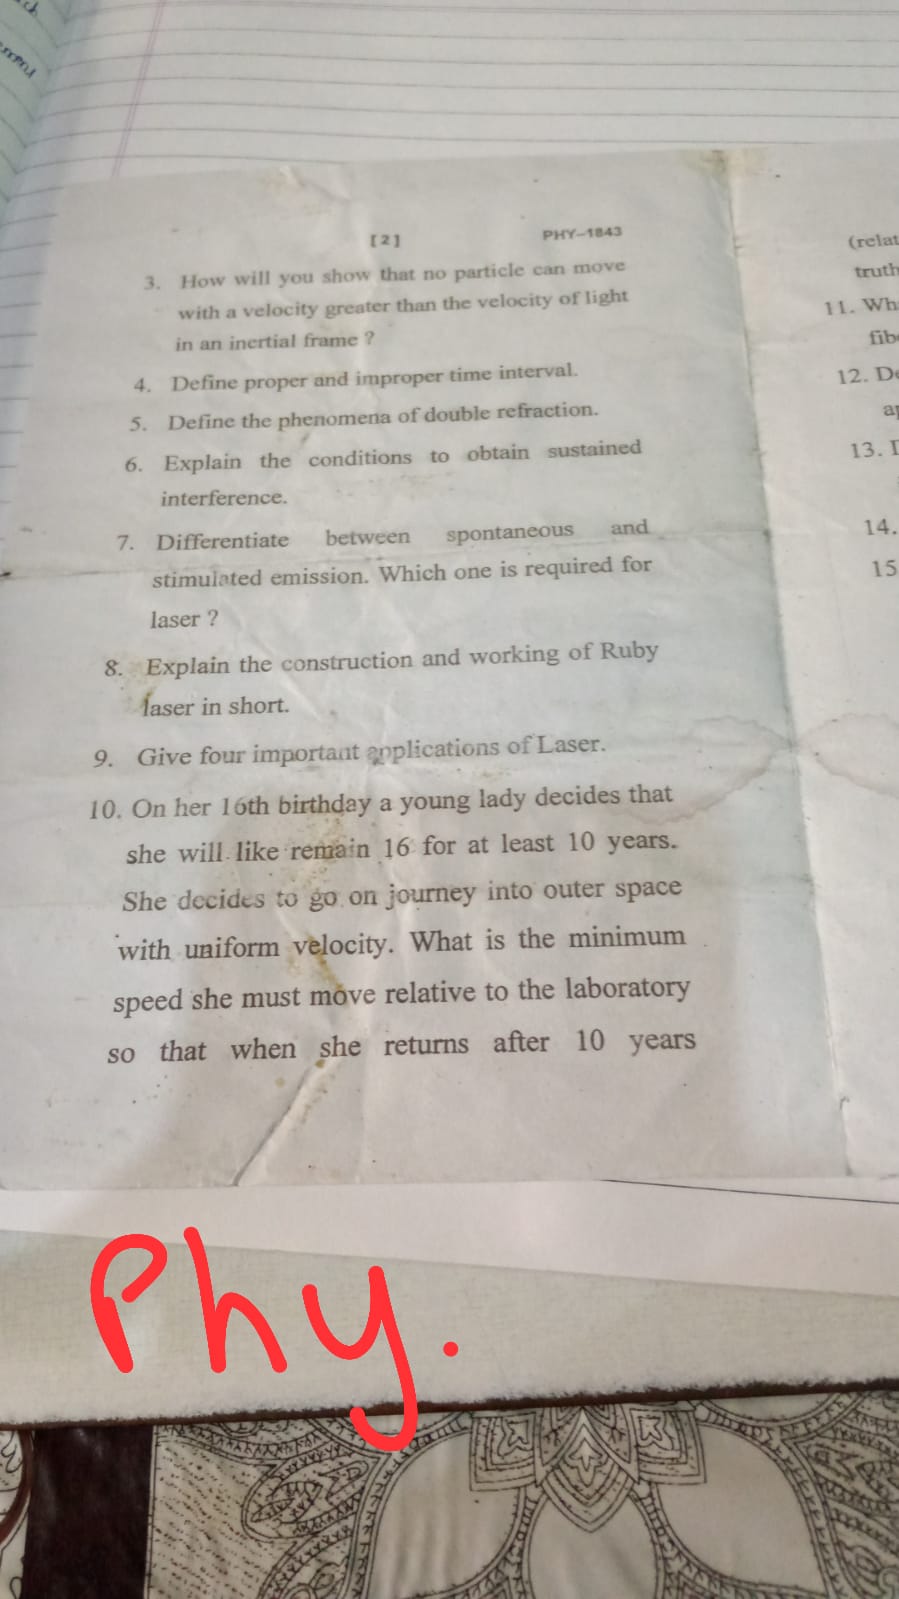 [2]
PHY-1843
3. How will you show that no particle can move
with a velocity greater than the velocity of light
in an inertial frame ?
4. Define proper and improper time interval.
5. Define the phenomena of double refraction.
6. Explain the conditions to obtain sustained
interference.
7. Differentiate between spontaneous and
stimulated emission. Which one is required for
laser ?
8. Explain the construction and working of Ruby
laser in short.
9. Give four important applications of Laser.
10. On her 16th birthday a young lady decides that
she will like remain 16 for at least 10 years.
She decides to go on journey into outer space
with uniform velocity. What is the minimum
speed she must move relative to the laboratory
so that when she returns after 10 years
(relat
truth
11. Wh
fib
12. D
a
13.
14.
15
Phy.